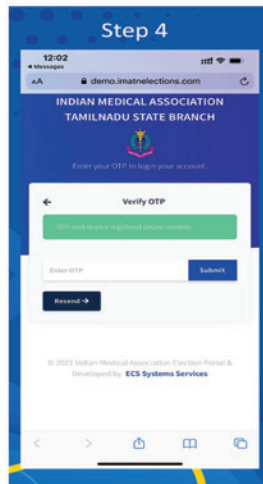 Step 4
12:02
◀ Messages
AA demo.imatnelections.com
INDIAN MEDICAL ASSOCIATION
TAMILNADU STATE BRANCH
Enter your OTP to login your account.
Verify OTP
OTP sent to your registered phone number.
Enter OTP
Submit
Resend →
© 2021 Indian Medical Association Election Portal &
Developed by ECS Systems Services